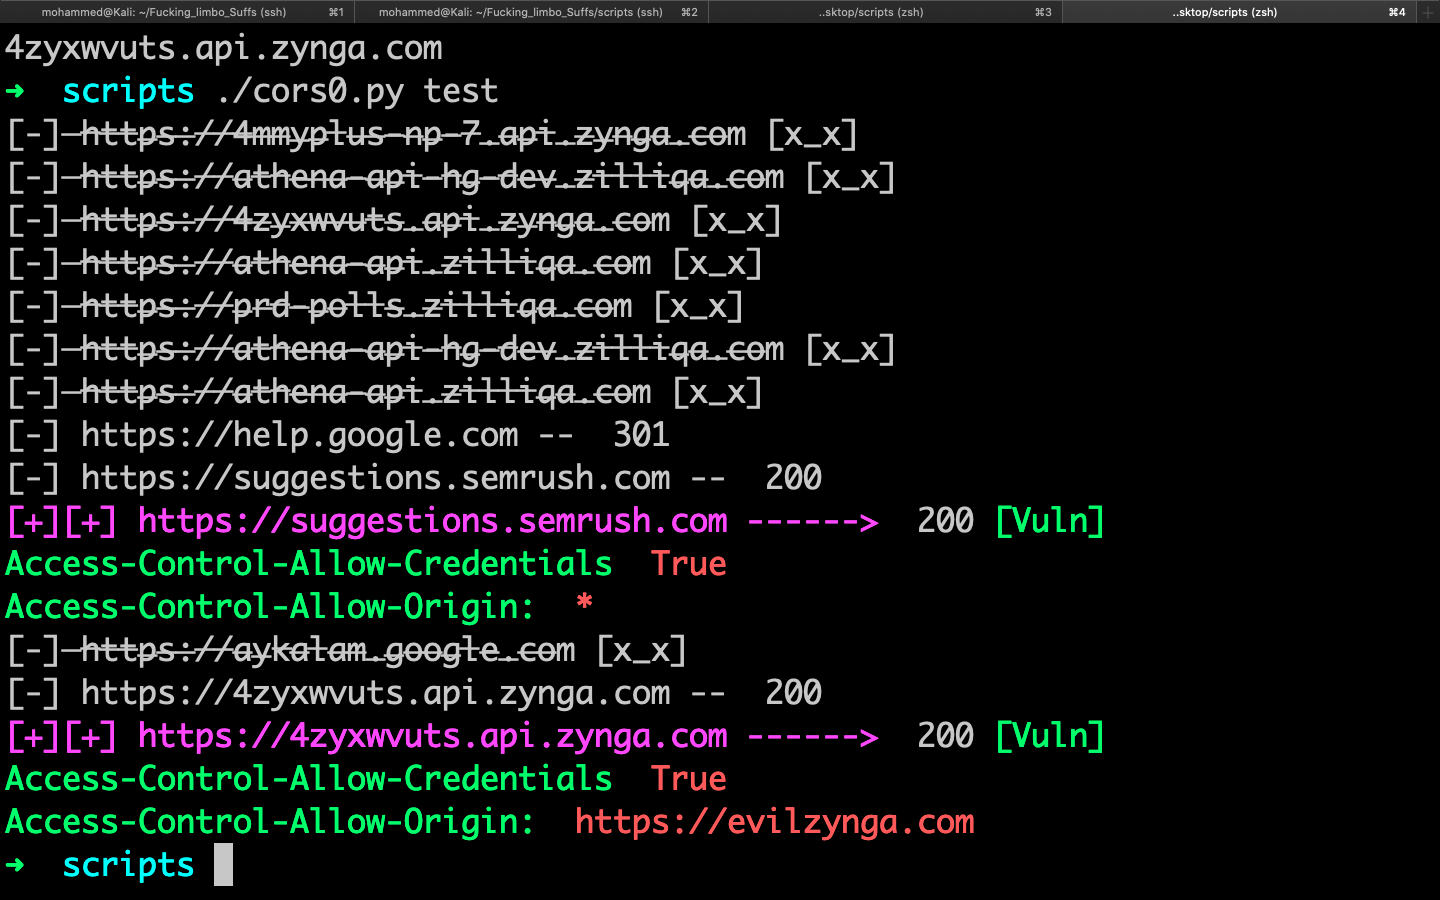 mohammed@Kali: ~/Fucking_limbo_Suffs (ssh) ⌘1 mohammed@Kali: ~/Fucking_limbo_Suffs/scripts (ssh) ⌘2 ..sktop/scripts (zsh) ⌘3 ..sktop/scripts (zsh) ⌘4
4zyxwvuts.api.zynga.com
→ scripts ./cors0.py test
[-] https://4mmyplus-np-7.api.zynga.com [x_x]
[-] https://athena-api-hg-dev.zilliqa.com [x_x]
[-] https://4zyxwvuts.api.zynga.com [x_x]
[-] https://athena-api.zilliqa.com [x_x]
[-] https://prd-polls.zilliqa.com [x_x]
[-] https://athena-api-hg-dev.zilliqa.com [x_x]
[-] https://athena-api.zilliqa.com [x_x]
[-] https://help.google.com -- 301
[-] https://suggestions.semrush.com -- 200
[+][+] https://suggestions.semrush.com ------> 200 [Vuln]
Access-Control-Allow-Credentials True
Access-Control-Allow-Origin: *
[-] https://aykalam.google.com [x_x]
[-] https://4zyxwvuts.api.zynga.com -- 200
[+][+] https://4zyxwvuts.api.zynga.com ------> 200 [Vuln]
Access-Control-Allow-Credentials True
Access-Control-Allow-Origin: https://evilzynga.com
→ scripts